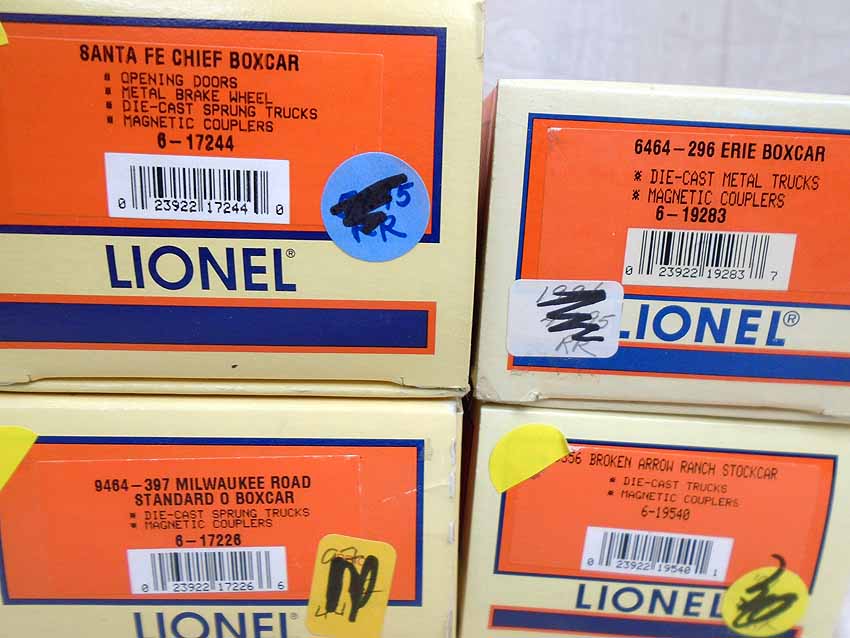 SANTA FE CHIEF BOXCAR
* OPENING DOORS
* METAL BRAKE WHEEL
* DIE-CAST SPRUNG TRUCKS
* MAGNETIC COUPLERS
6-17244
0 23922 17244 0
RR
LIONEL®
6464-296 ERIE BOXCAR
* DIE-CAST METAL TRUCKS
* MAGNETIC COUPLERS
6-19283
0 23922 19283 7
RR
LIONEL®
9464-397 MILWAUKEE ROAD
STANDARD O BOXCAR
* DIE-CAST SPRUNG TRUCKS
* MAGNETIC COUPLERS
6-17226
0 23922 17226 6
LIONEL®
BROKEN ARROW RANCH STOCKCAR
* DIE-CAST TRUCKS
* MAGNETIC COUPLERS
6-19540
0 23922 19540 1
LIONEL